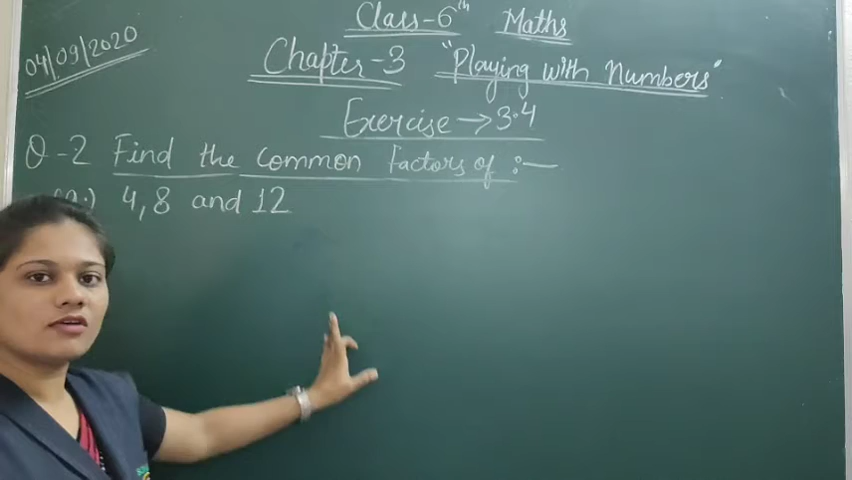 04/09/2020
Class-6th Maths
Chapter-3 "Playing with Numbers"
Exercise → 3.4
Q-2 Find the common factors of :—
(a.) 4, 8 and 12